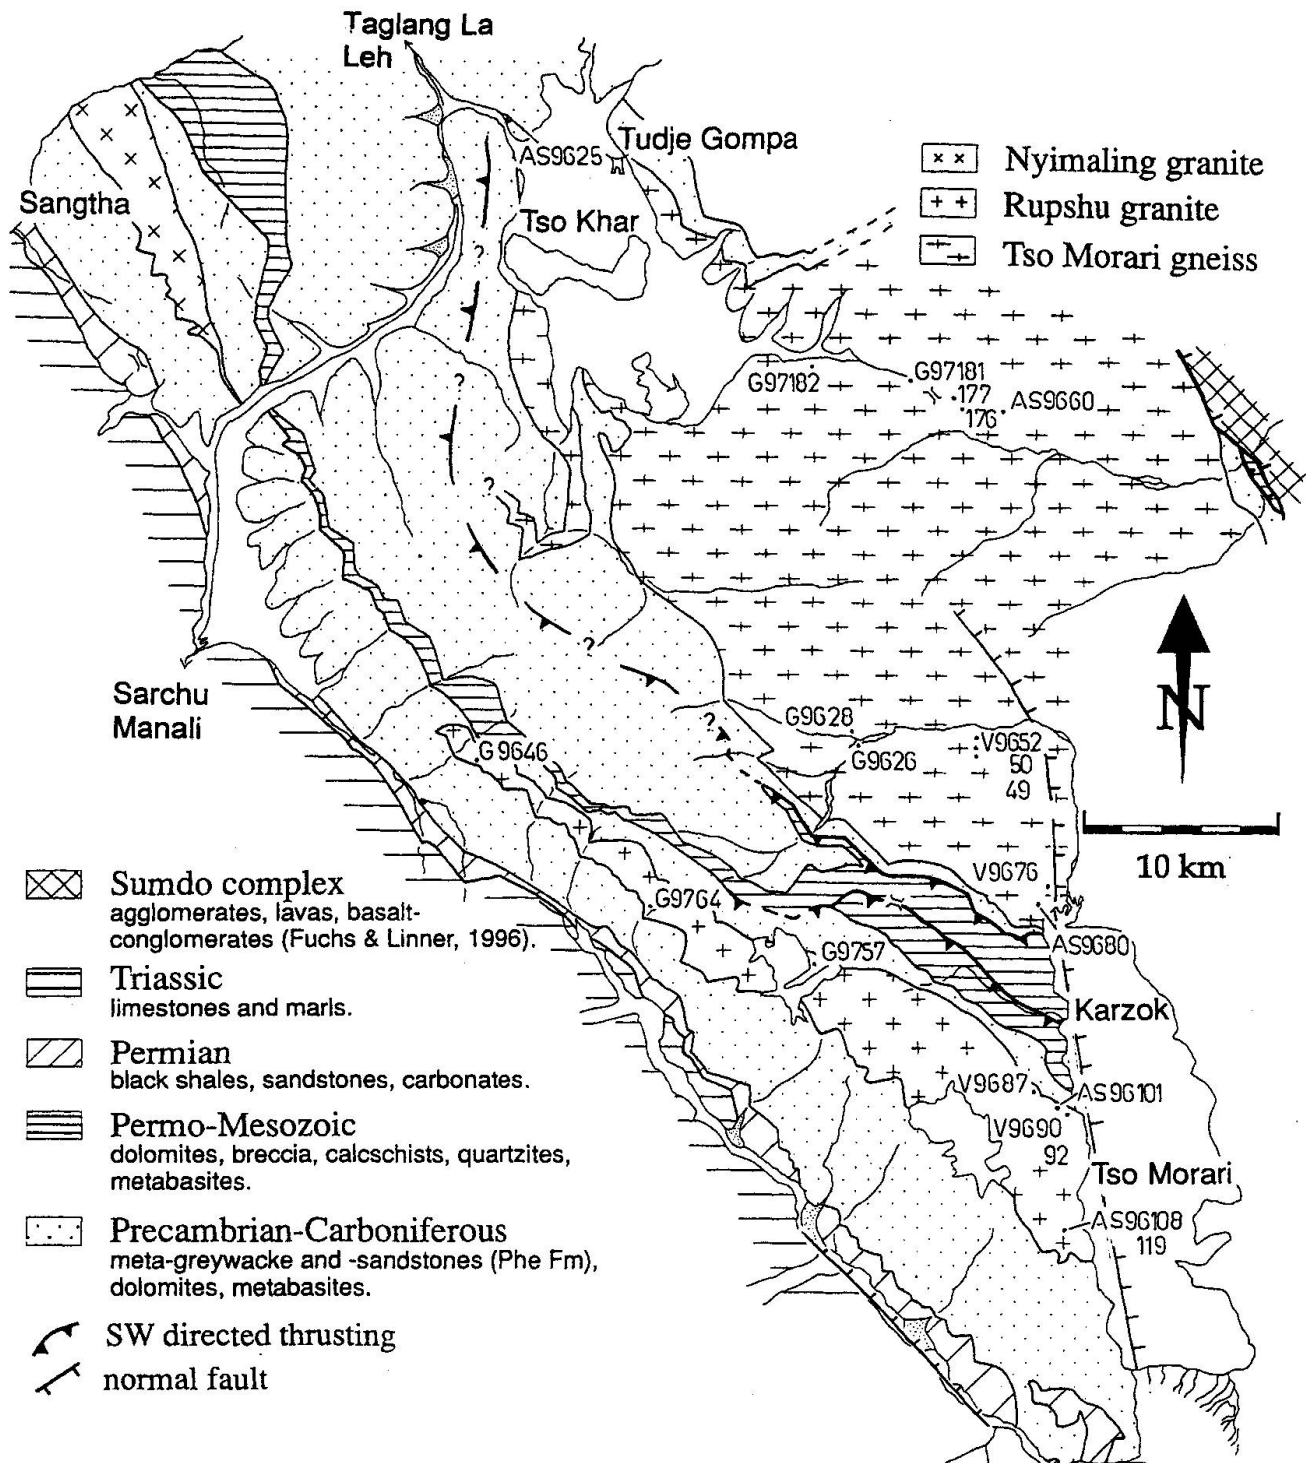 Taglang La
Leh
AS9625
Tudje Gompa
Sangtha
Tso Khar
Nyimaling granite
Rupshu granite
Tso Morari gneiss
?
?
G97182
G97181
177
176
AS9660
?
?
Sarchu
Manali
N
?
G9628
G9626
V9652
50
49
G9646
10 km
V9676
G9764
AS9680
G9757
Karzok
V9687
AS96101
V9690
92
Tso Morari
AS96108
119
Sumdo complex
agglomerates, lavas, basalt-
conglomerates (Fuchs & Linner, 1996).
Triassic
limestones and marls.
Permian
black shales, sandstones, carbonates.
Permo-Mesozoic
dolomites, breccia, calcschists, quartzites,
metabasites.
Precambrian-Carboniferous
meta-greywacke and -sandstones (Phe Fm),
dolomites, metabasites.
SW directed thrusting
normal fault
?